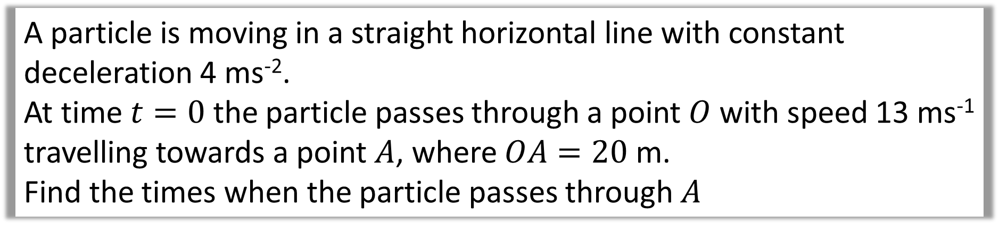 A particle is moving in a straight horizontal line with constant
deceleration 4 ms⁻².
At time 𝑡 = 0 the particle passes through a point 𝑂 with speed 13 ms⁻¹
travelling towards a point 𝐴, where 𝑂𝐴 = 20 m.
Find the times when the particle passes through 𝐴